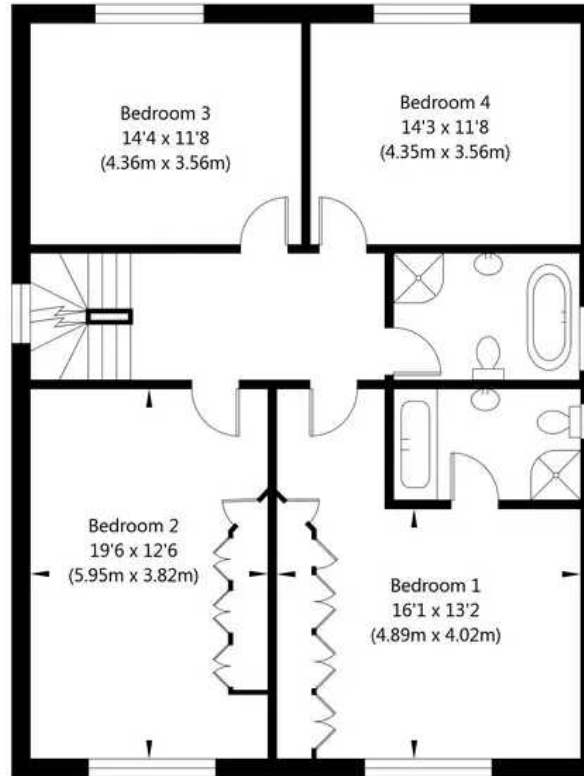 Bedroom 3
14'4 x 11'8
(4.36m x 3.56m)
Bedroom 4
14'3 x 11'8
(4.35m x 3.56m)
Bedroom 2
19'6 x 12'6
(5.95m x 3.82m)
Bedroom 1
16'1 x 13'2
(4.89m x 4.02m)